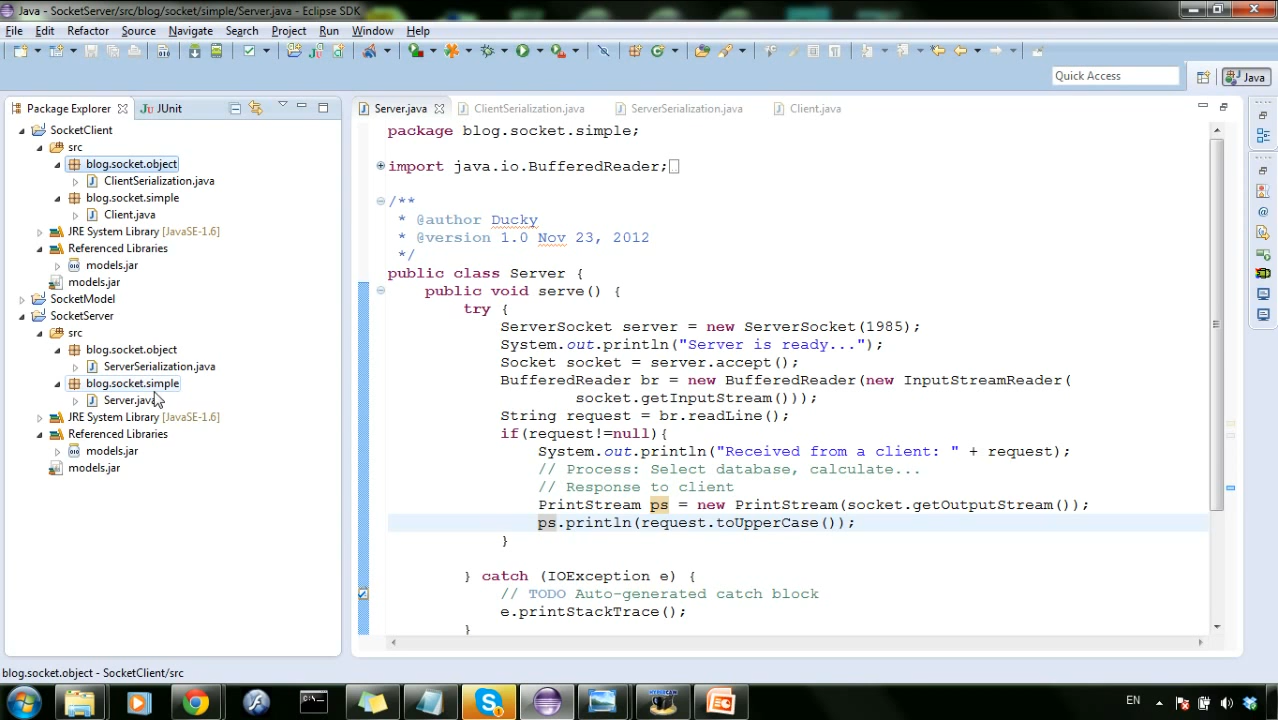 Java - SocketServer/src/blog/socket/simple/Server.java - Eclipse SDK
File Edit Refactor Source Navigate Search Project Run Window Help
Quick Access
Java
Package Explorer
JUnit
SocketClient
src
blog.socket.object
ClientSerialization.java
blog.socket.simple
Client.java
JRE System Library [JavaSE-1.6]
Referenced Libraries
models.jar
models.jar
SocketModel
SocketServer
src
blog.socket.object
ServerSerialization.java
blog.socket.simple
Server.java
JRE System Library [JavaSE-1.6]
Referenced Libraries
models.jar
models.jar
Server.java ClientSerialization.java ServerSerialization.java Client.java
package blog.socket.simple;
import java.io.BufferedReader;
/**
* @author Ducky
* @version 1.0 Nov 23, 2012
*/
public class Server {
public void serve() {
try {
ServerSocket server = new ServerSocket(1985);
System.out.println("Server is ready...");
Socket socket = server.accept();
BufferedReader br = new BufferedReader(new InputStreamReader(
socket.getInputStream()));
String request = br.readLine();
if(request!=null){
System.out.println("Received from a client: " + request);
// Process: Select database, calculate...
// Response to client
PrintStream ps = new PrintStream(socket.getOutputStream());
ps.println(request.toUpperCase());
}
} catch (IOException e) {
// TODO Auto-generated catch block
e.printStackTrace();
}
blog.socket.object - SocketClient/src
EN